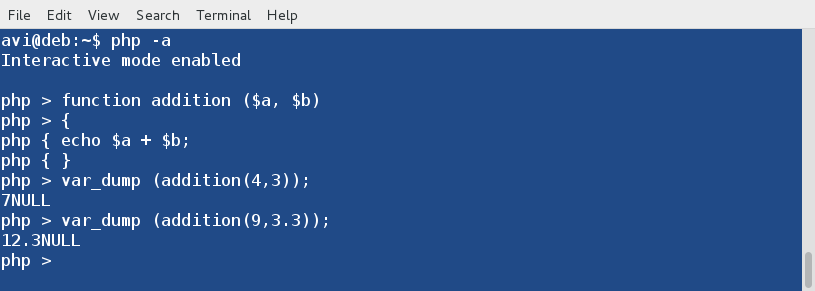 File Edit View Search Terminal Help
avi@deb:~$ php -a
Interactive mode enabled
php > function addition ($a, $b)
php > {
php { echo $a + $b;
php { }
php > var_dump (addition(4,3));
7NULL
php > var_dump (addition(9,3.3));
12.3NULL
php >